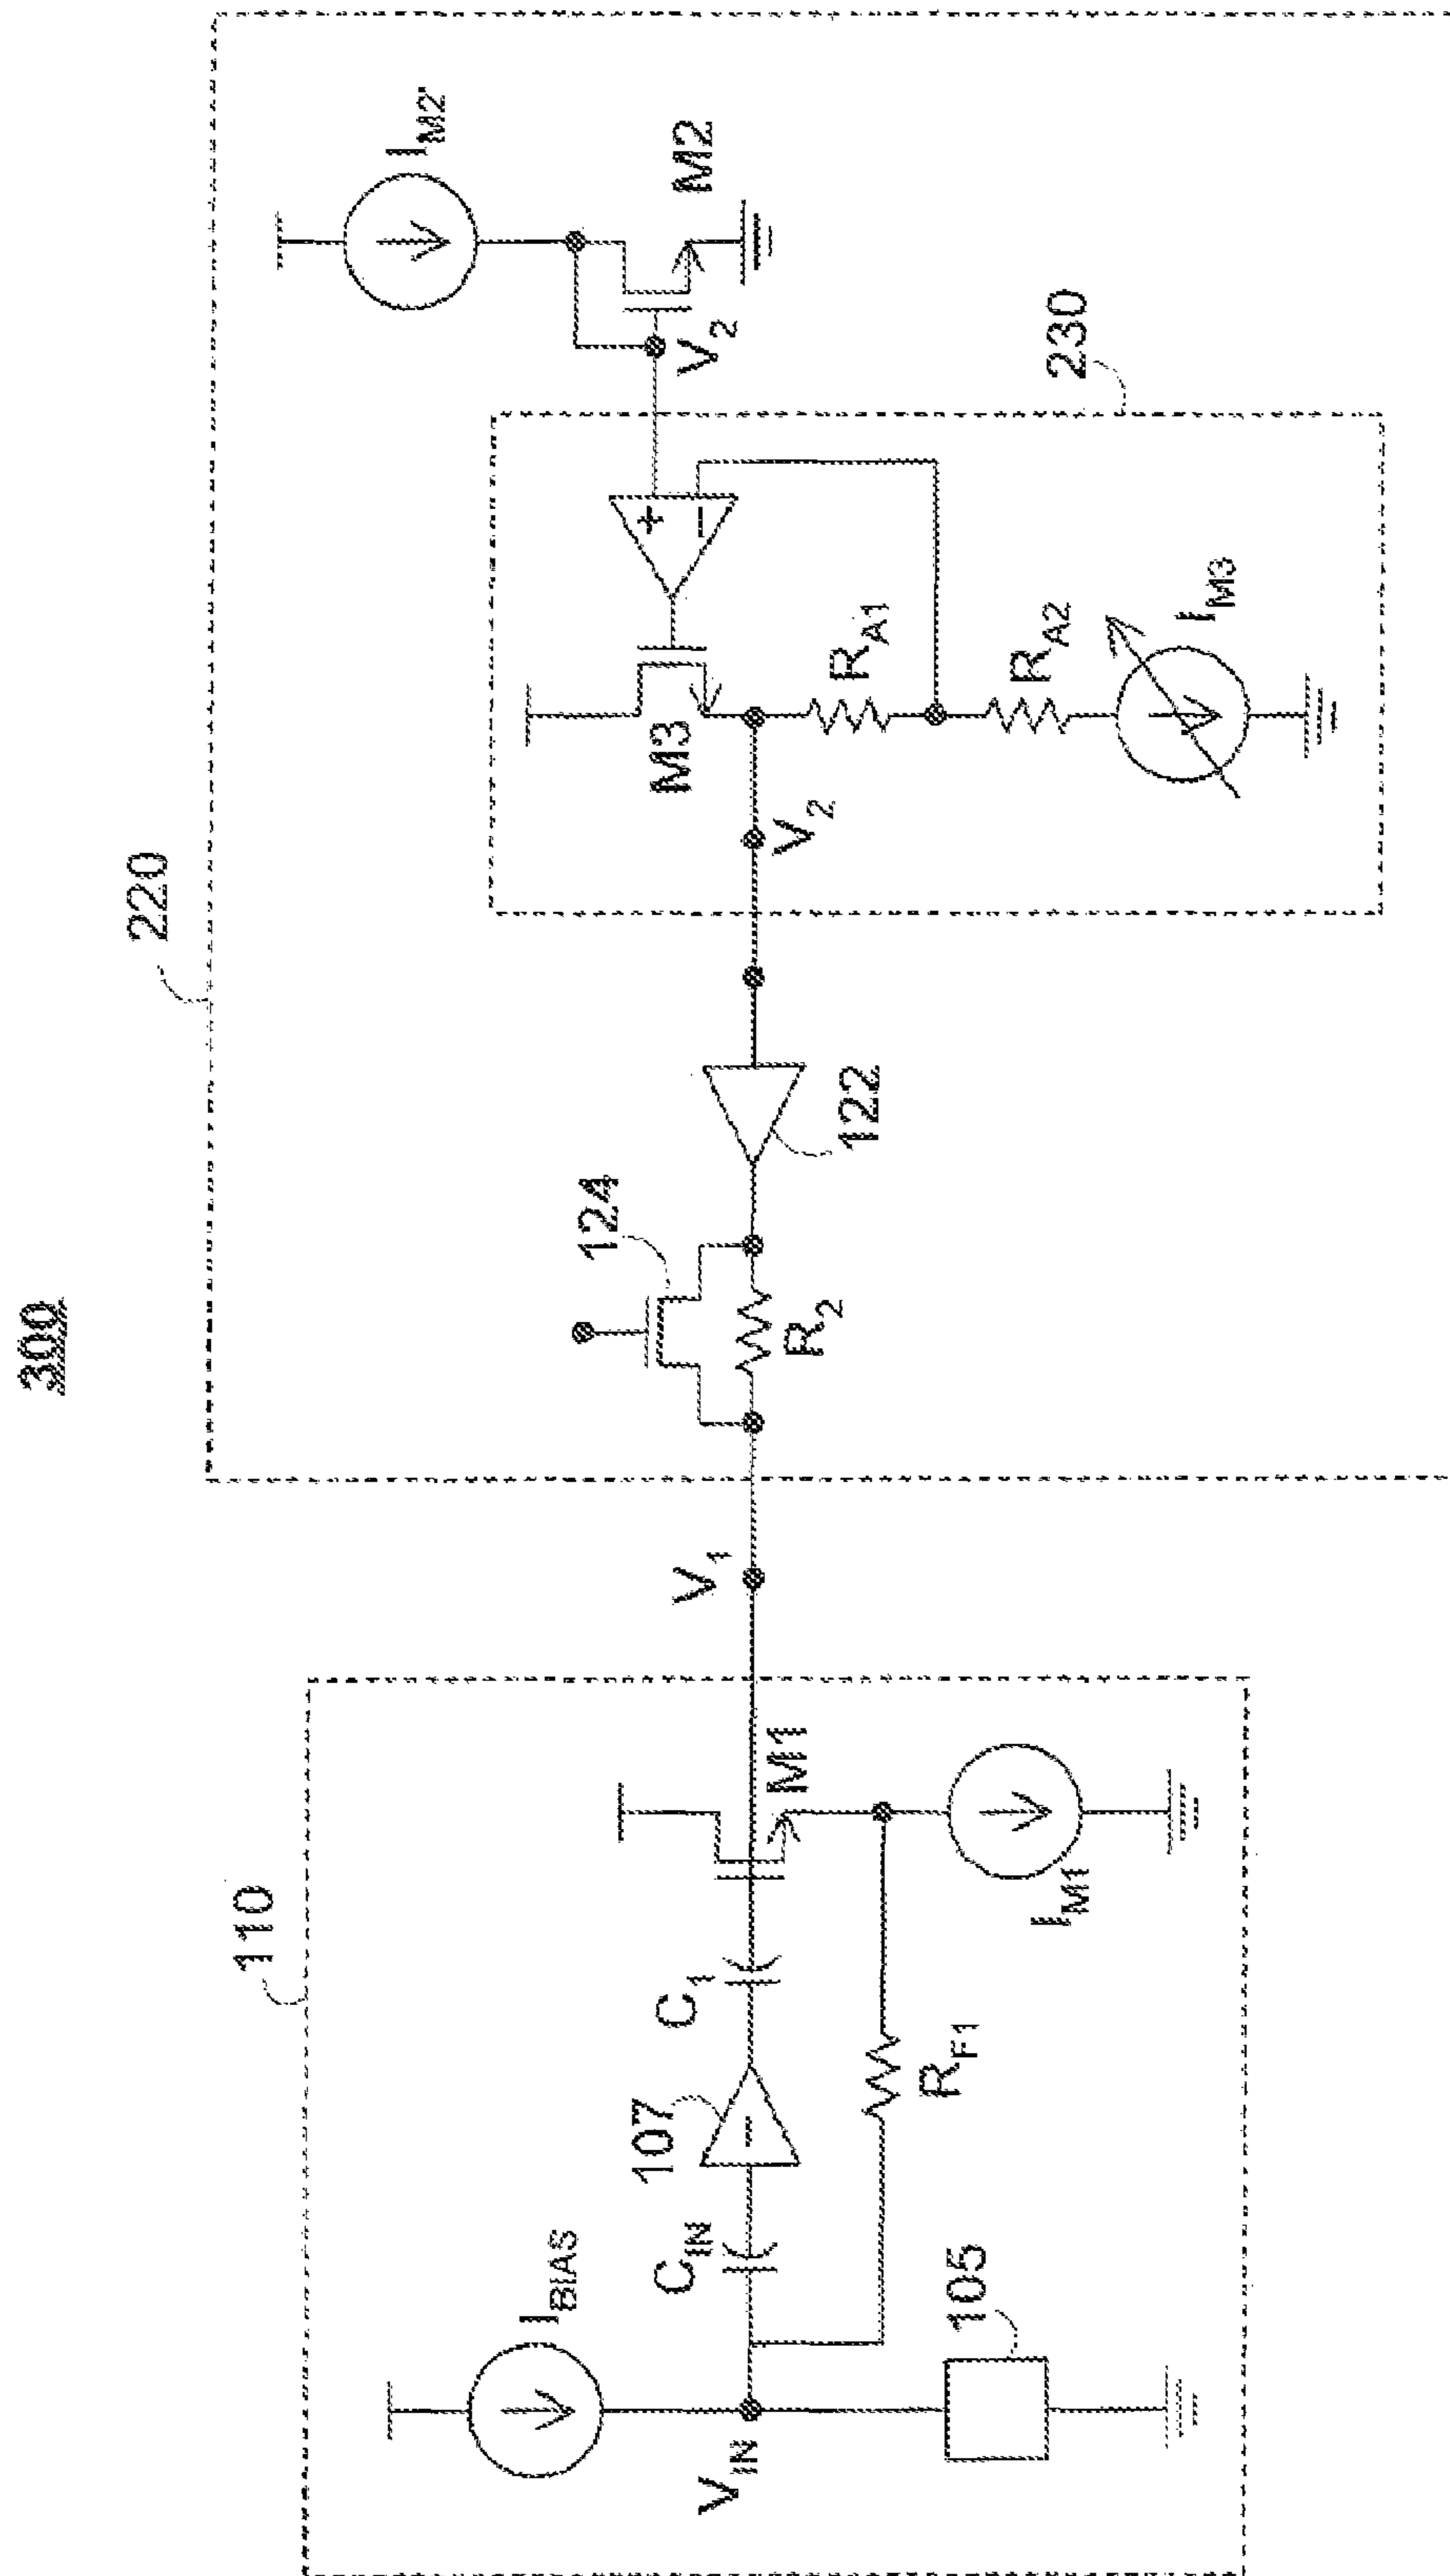 300
110
220
I_BIAS
V_IN
C_IN
107
C_1
M1
R_F1
105
I_M1
V_1
124
R_2
122
V_2
M3
+
−
R_A1
R_A2
I_M3
230
V_2
M2
I_M2'
−